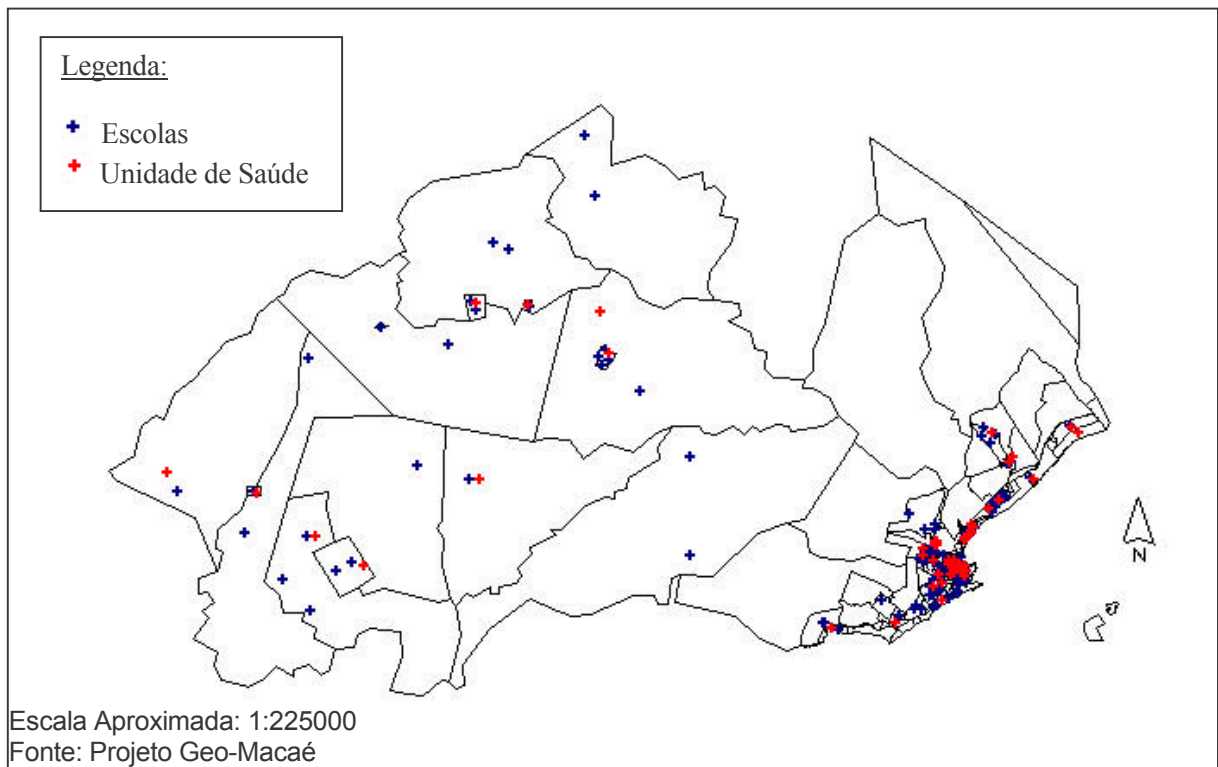 Legenda:
Escolas
Unidade de Saúde
N
Escala Aproximada: 1:225000
Fonte: Projeto Geo-Macaé